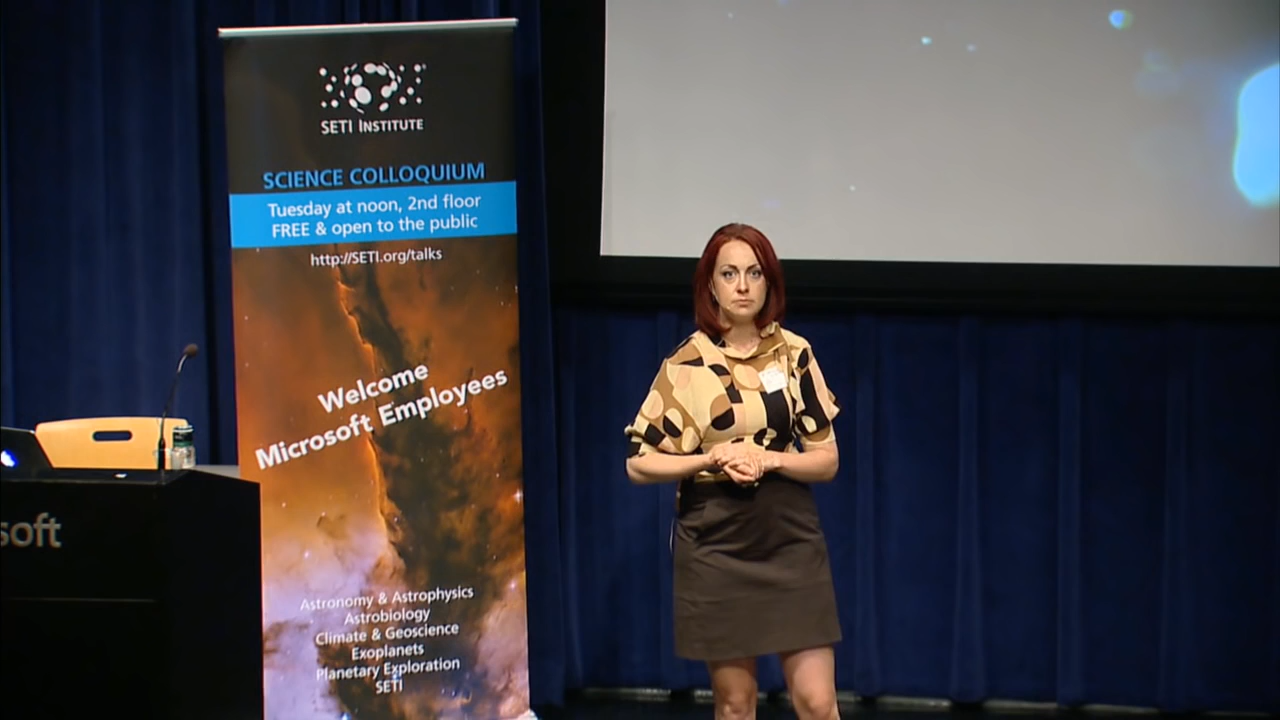 SETI INSTITUTE
SCIENCE COLLOQUIUM
Tuesday at noon, 2nd floor
FREE & open to the public
http://SETI.org/talks
Welcome
Microsoft Employees
soft
Astronomy & Astrophysics
Astrobiology
Climate & Geoscience
Exoplanets
Planetary Exploration
SETI